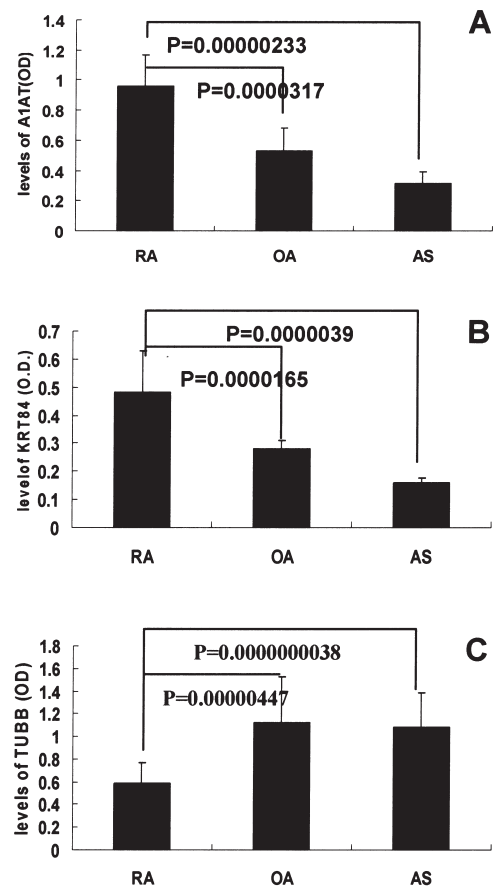 A
1.4
1.2
1
0.8
0.6
0.4
0.2
0
levels of A1AT(OD)
P=0.00000233
P=0.0000317
RA OA AS
B
0.7
0.6
0.5
0.4
0.3
0.2
0.1
0
levelof KRT84 (O.D.)
P=0.0000039
P=0.0000165
RA OA AS
C
1.8
1.6
1.4
1.2
1
0.8
0.6
0.4
0.2
0
levels of TUBB (OD)
P=0.0000000038
P=0.00000447
RA OA AS